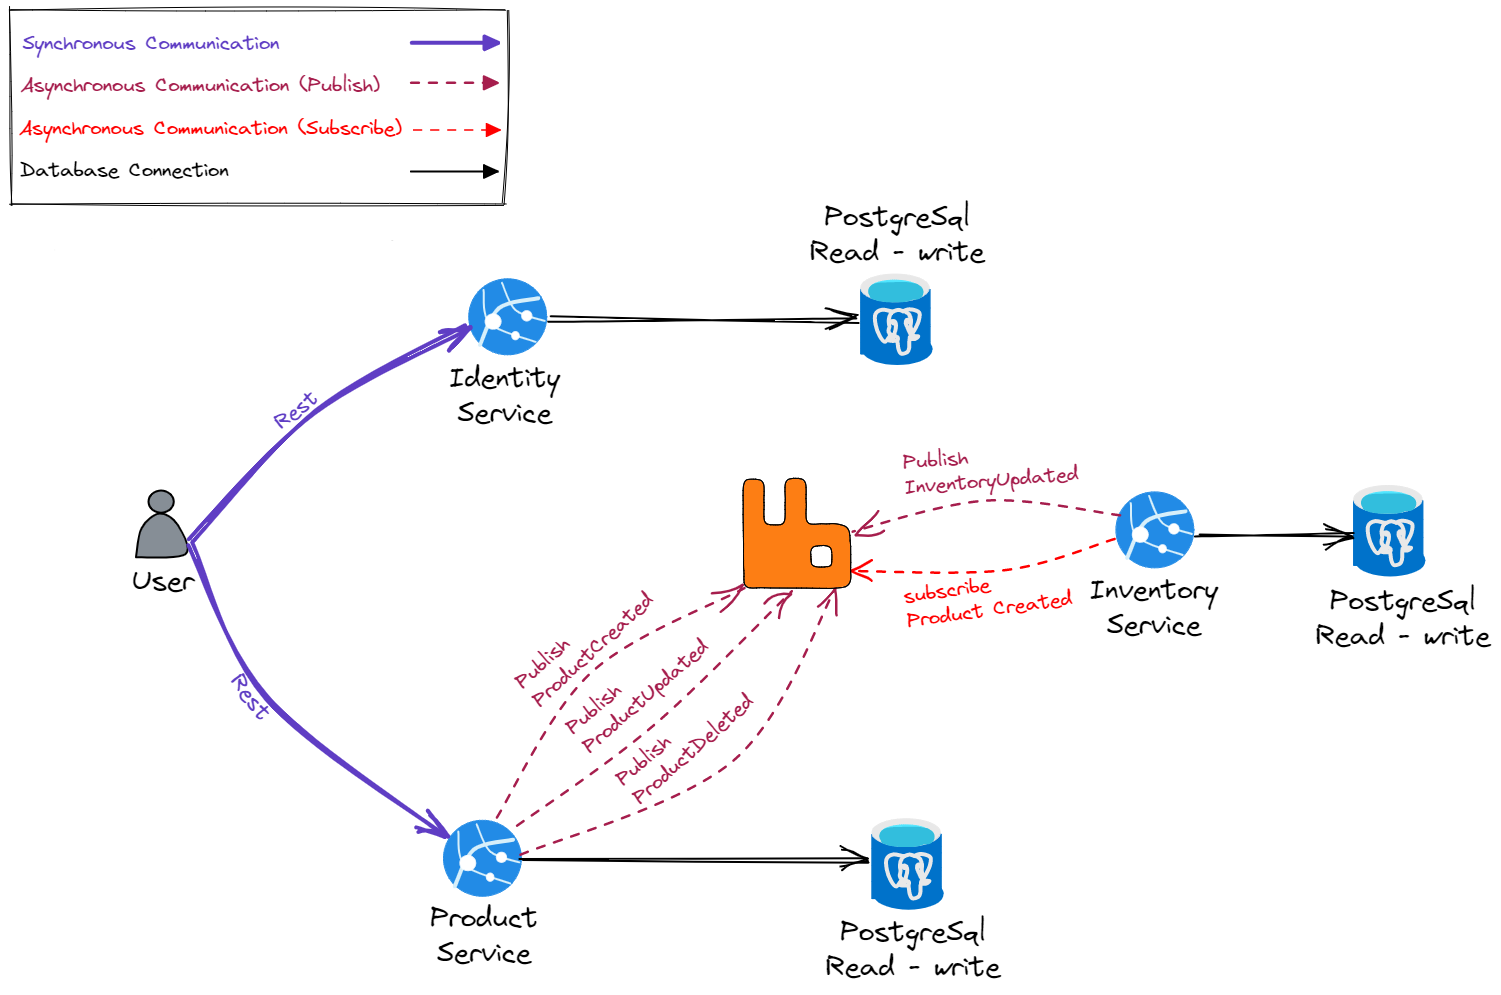 Synchronous Communication
Asynchronous Communication (Publish)
Asynchronous Communication (Subscribe)
Database Connection
PostgreSql
Read - write
Identity
Service
Rest
Publish
InventoryUpdated
User
subscribe
Product Created
Inventory
Service
PostgreSql
Read - write
Publish
ProductCreated
Publish
ProductUpdated
Publish
ProductDeleted
Rest
Product
Service
PostgreSql
Read - write